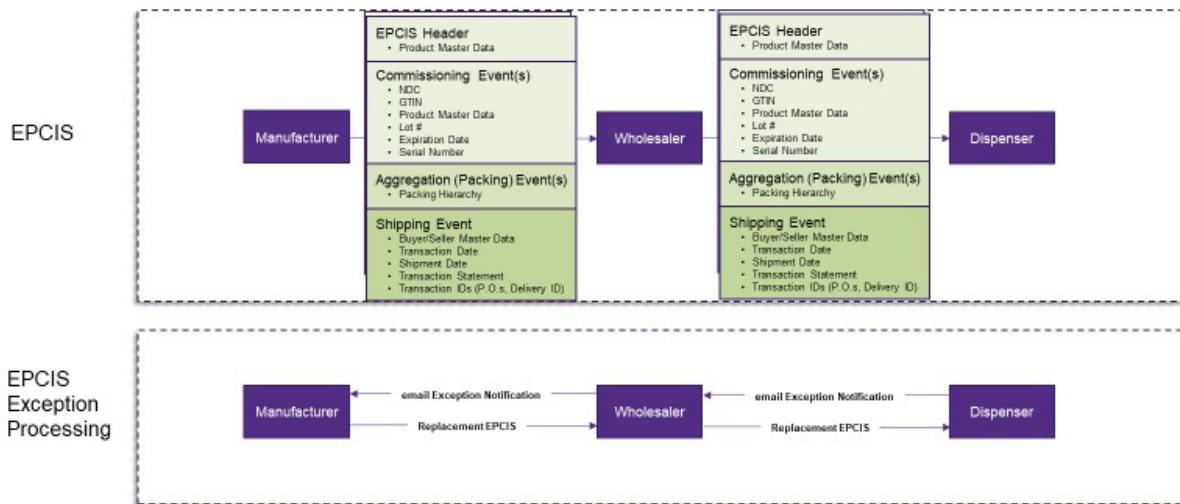 EPCIS
Manufacturer
EPCIS Header
• Product Master Data
Commissioning Event(s)
• NDC
• GTIN
• Product Master Data
• Lot #
• Expiration Date
• Serial Number
Aggregation (Packing) Event(s)
• Packing Hierarchy
Shipping Event
• Buyer/Seller Master Data
• Transaction Date
• Shipment Date
• Transaction Statement
• Transaction IDs (P.O.s, Delivery ID)
Wholesaler
EPCIS Header
• Product Master Data
Commissioning Event(s)
• NDC
• GTIN
• Product Master Data
• Lot #
• Expiration Date
• Serial Number
Aggregation (Packing) Event(s)
• Packing Hierarchy
Shipping Event
• Buyer/Seller Master Data
• Transaction Date
• Shipment Date
• Transaction Statement
• Transaction IDs (P.O.s, Delivery ID)
Dispenser
EPCIS
Exception
Processing
Manufacturer
email Exception Notification
Replacement EPCIS
Wholesaler
email Exception Notification
Replacement EPCIS
Dispenser